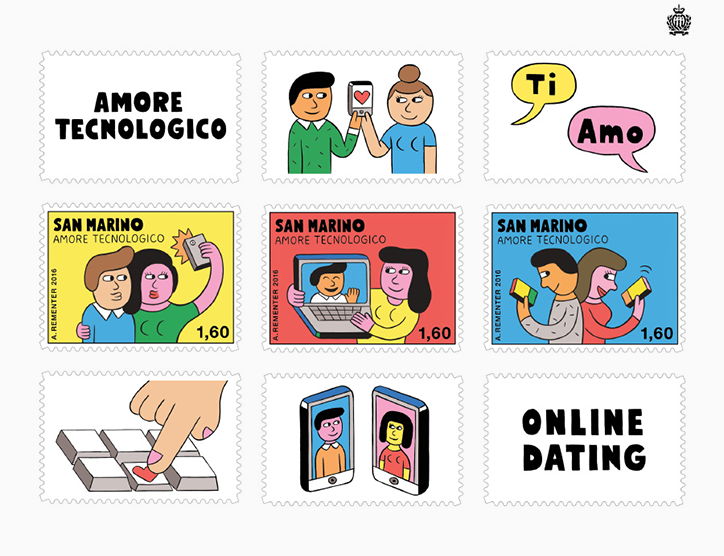 AMORE
TECNOLOGICO
Ti
Amo
SAN MARINO
AMORE TECNOLOGICO
A. REMENTER 2016
1,60
SAN MARINO
AMORE TECNOLOGICO
A. REMENTER 2016
1,60
SAN MARINO
AMORE TECNOLOGICO
A. REMENTER 2016
1,60
ONLINE
DATING